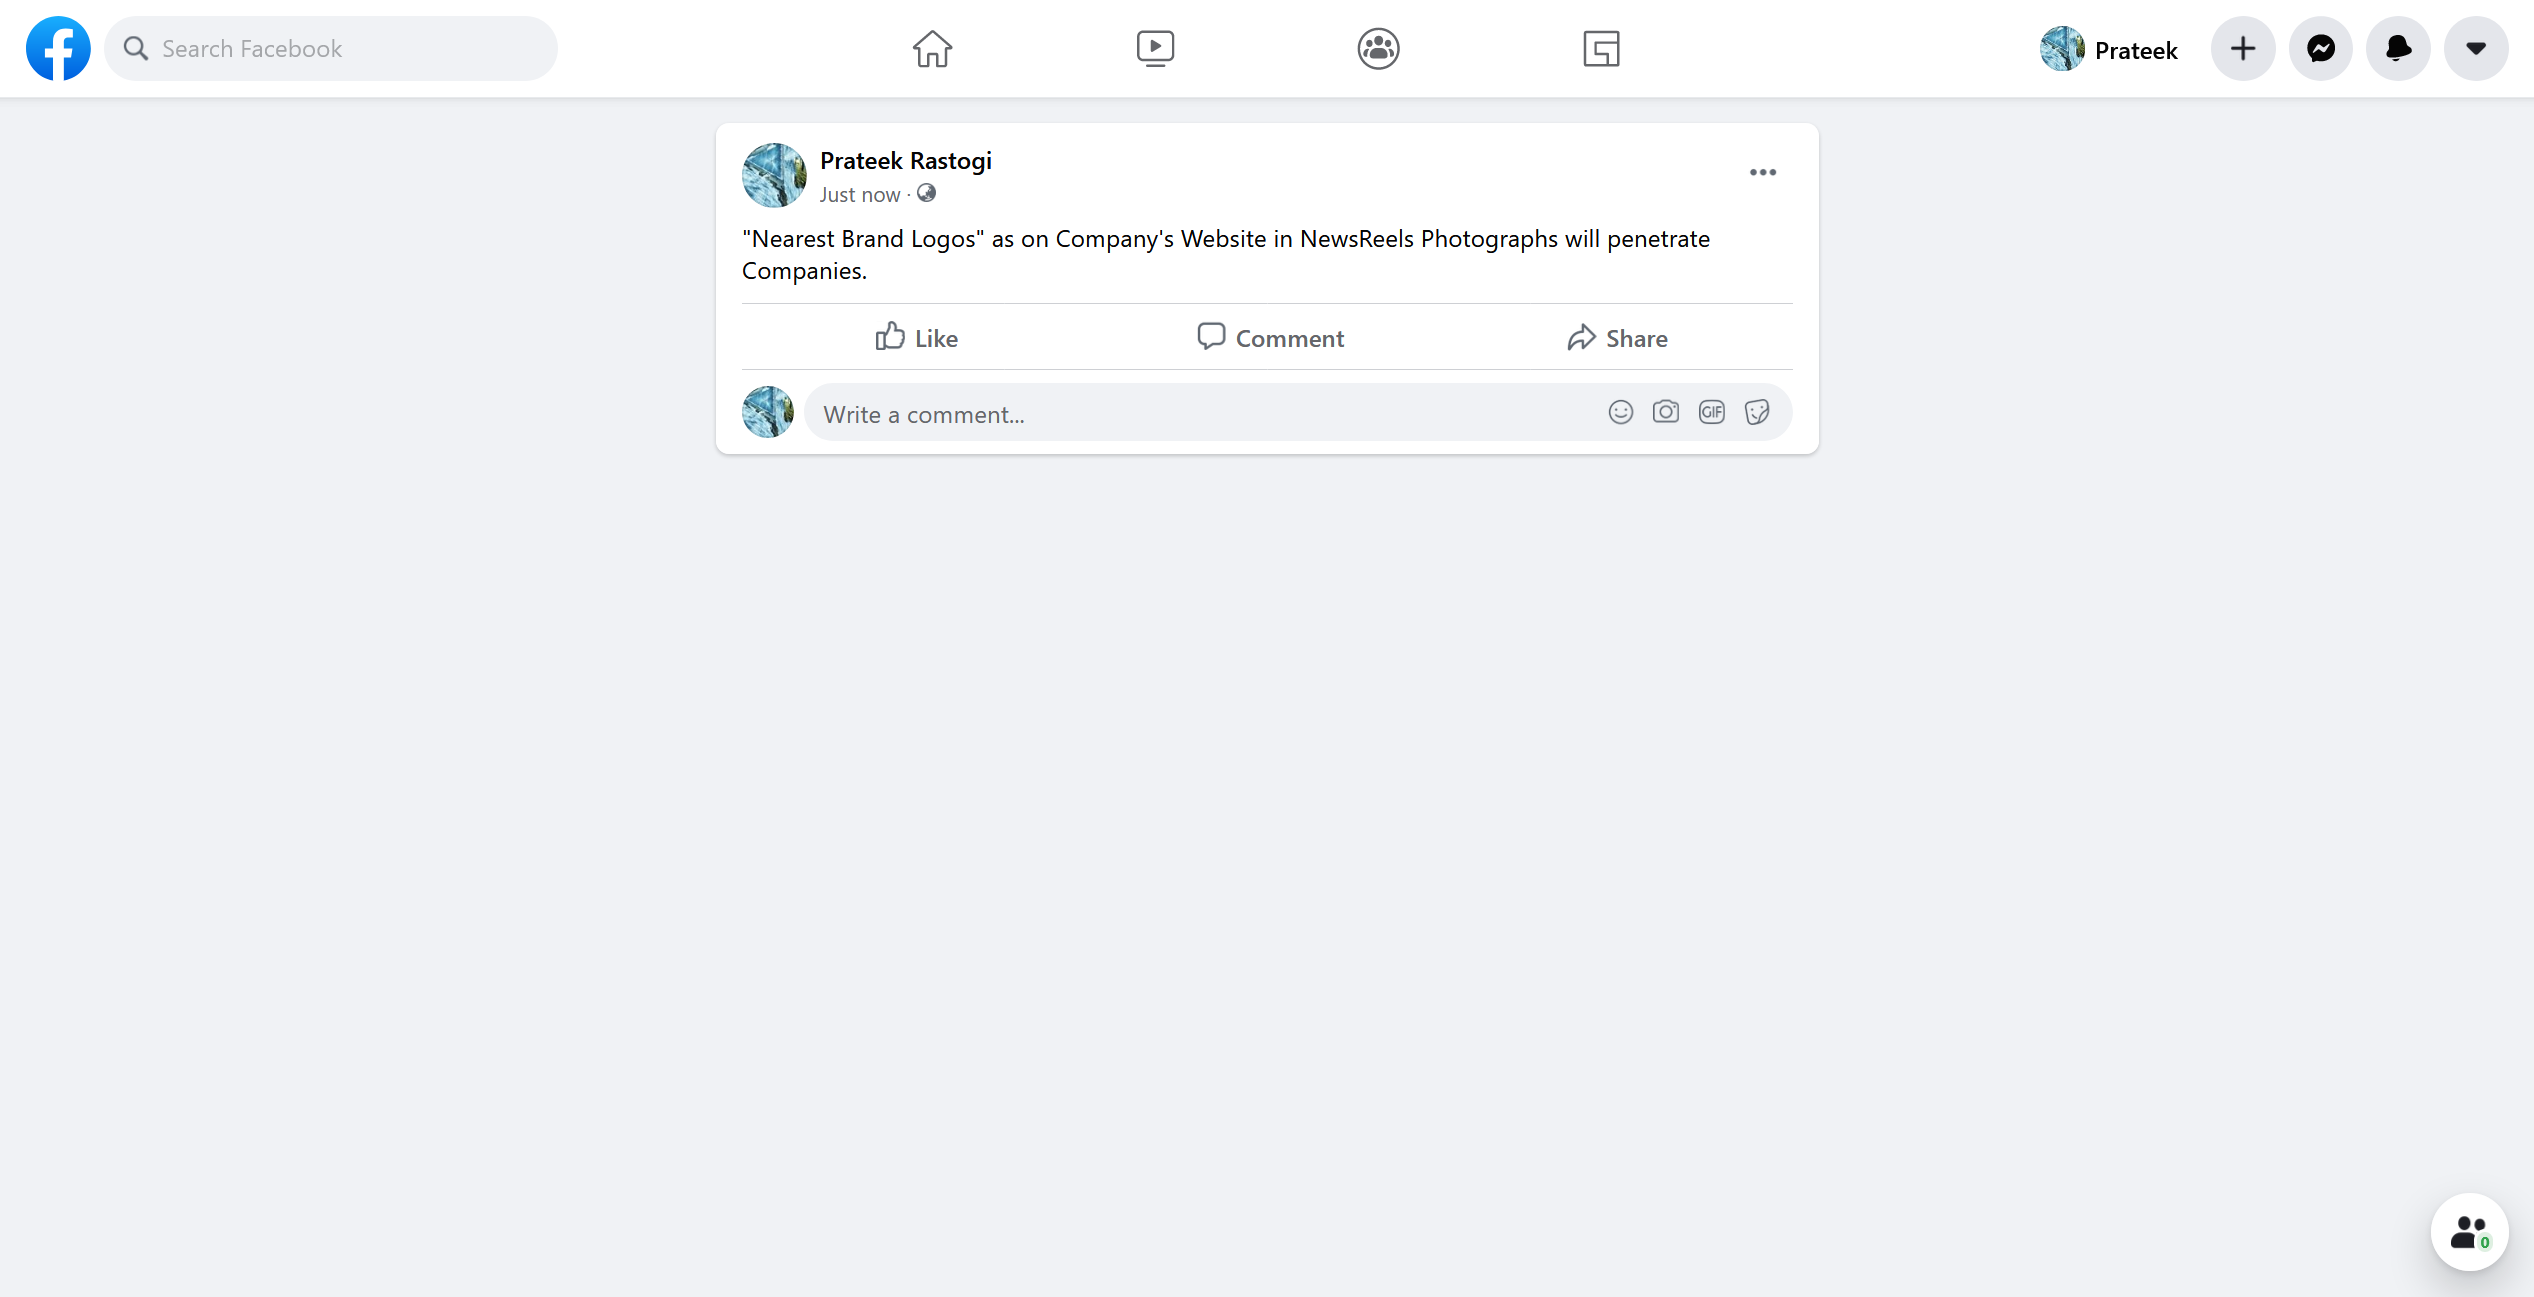 Search Facebook
Prateek
Prateek Rastogi
Just now ·
"Nearest Brand Logos" as on Company's Website in NewsReels Photographs will penetrate
Companies.
Like
Comment
Share
Write a comment...
GIF
0